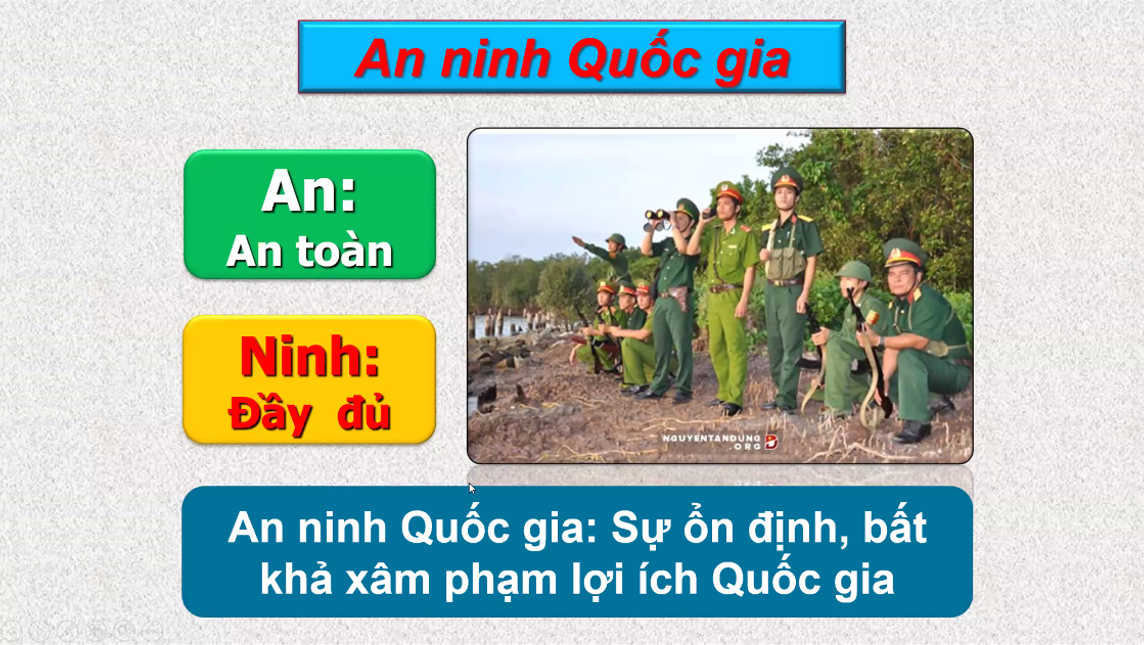 An ninh Quốc gia
An:
An toàn
Ninh:
Đầy đủ
NGUYENTANDUNG
.ORG
An ninh Quốc gia: Sự ổn định, bất
khả xâm phạm lợi ích Quốc gia